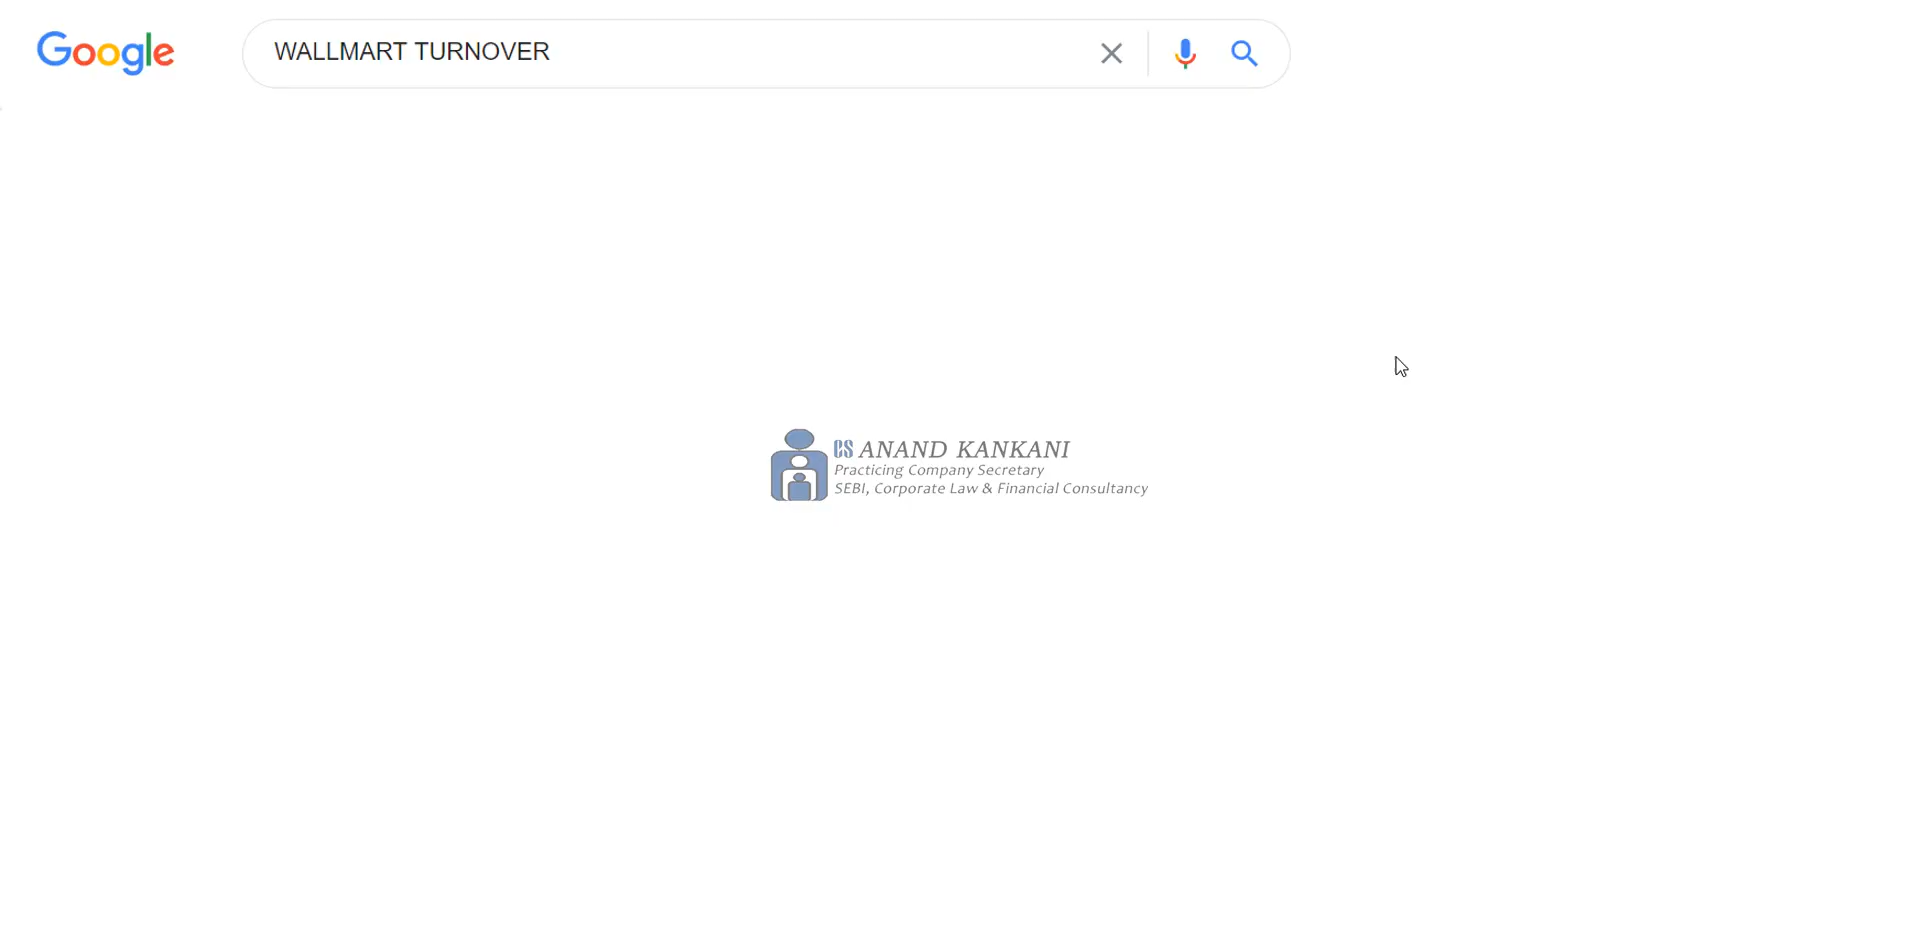 Google
WALLMART TURNOVER
CS ANAND KANKANI
Practicing Company Secretary
SEBI, Corporate Law & Financial Consultancy